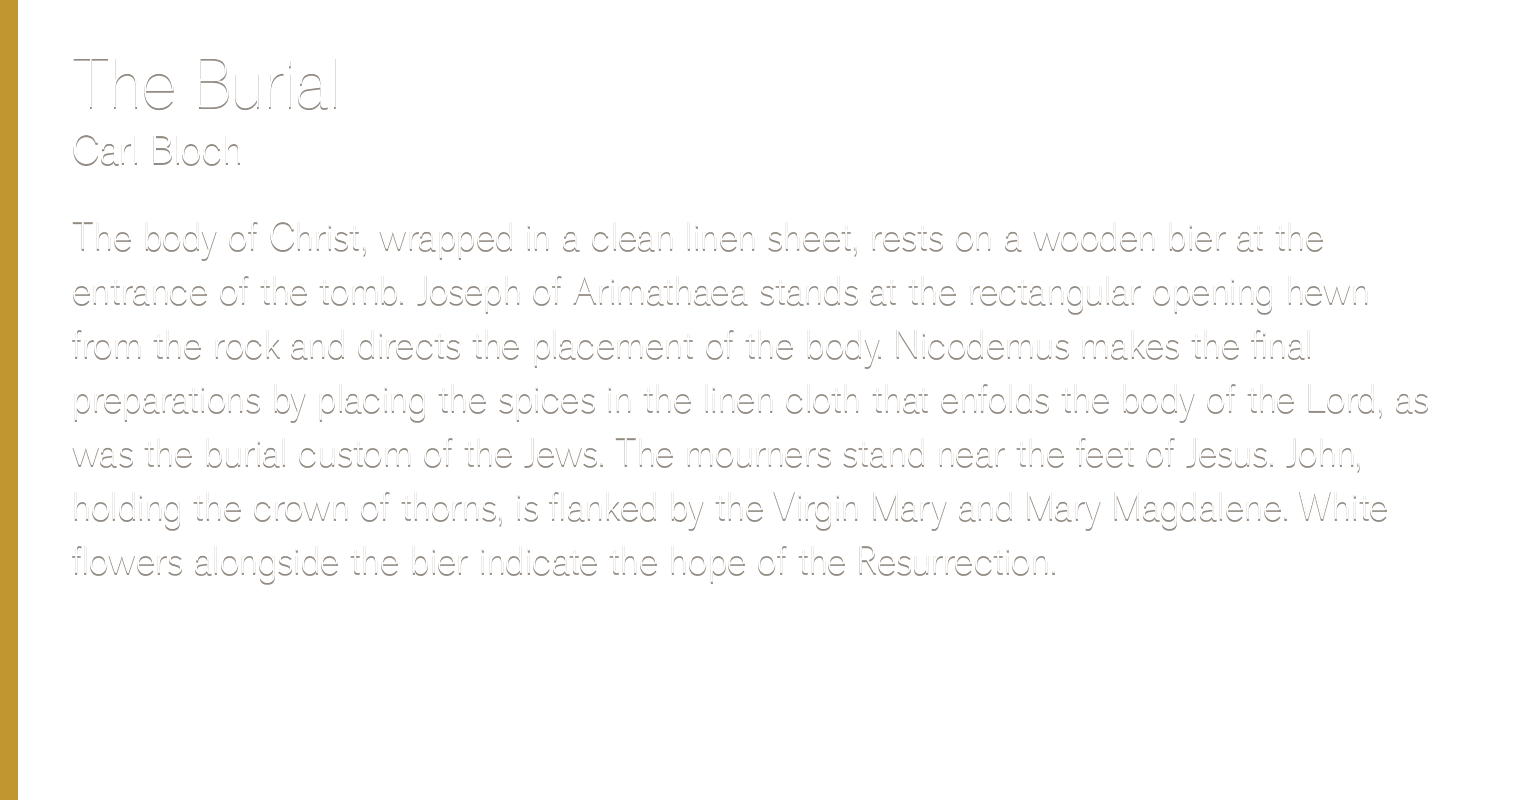 The Burial
Carl Bloch
The body of Christ, wrapped in a clean linen sheet, rests on a wooden bier at the
entrance of the tomb. Joseph of Arimathaea stands at the rectangular opening hewn
from the rock and directs the placement of the body. Nicodemus makes the final
preparations by placing the spices in the linen cloth that enfolds the body of the Lord, as
was the burial custom of the Jews. The mourners stand near the feet of Jesus. John,
holding the crown of thorns, is flanked by the Virgin Mary and Mary Magdalene. White
flowers alongside the bier indicate the hope of the Resurrection.